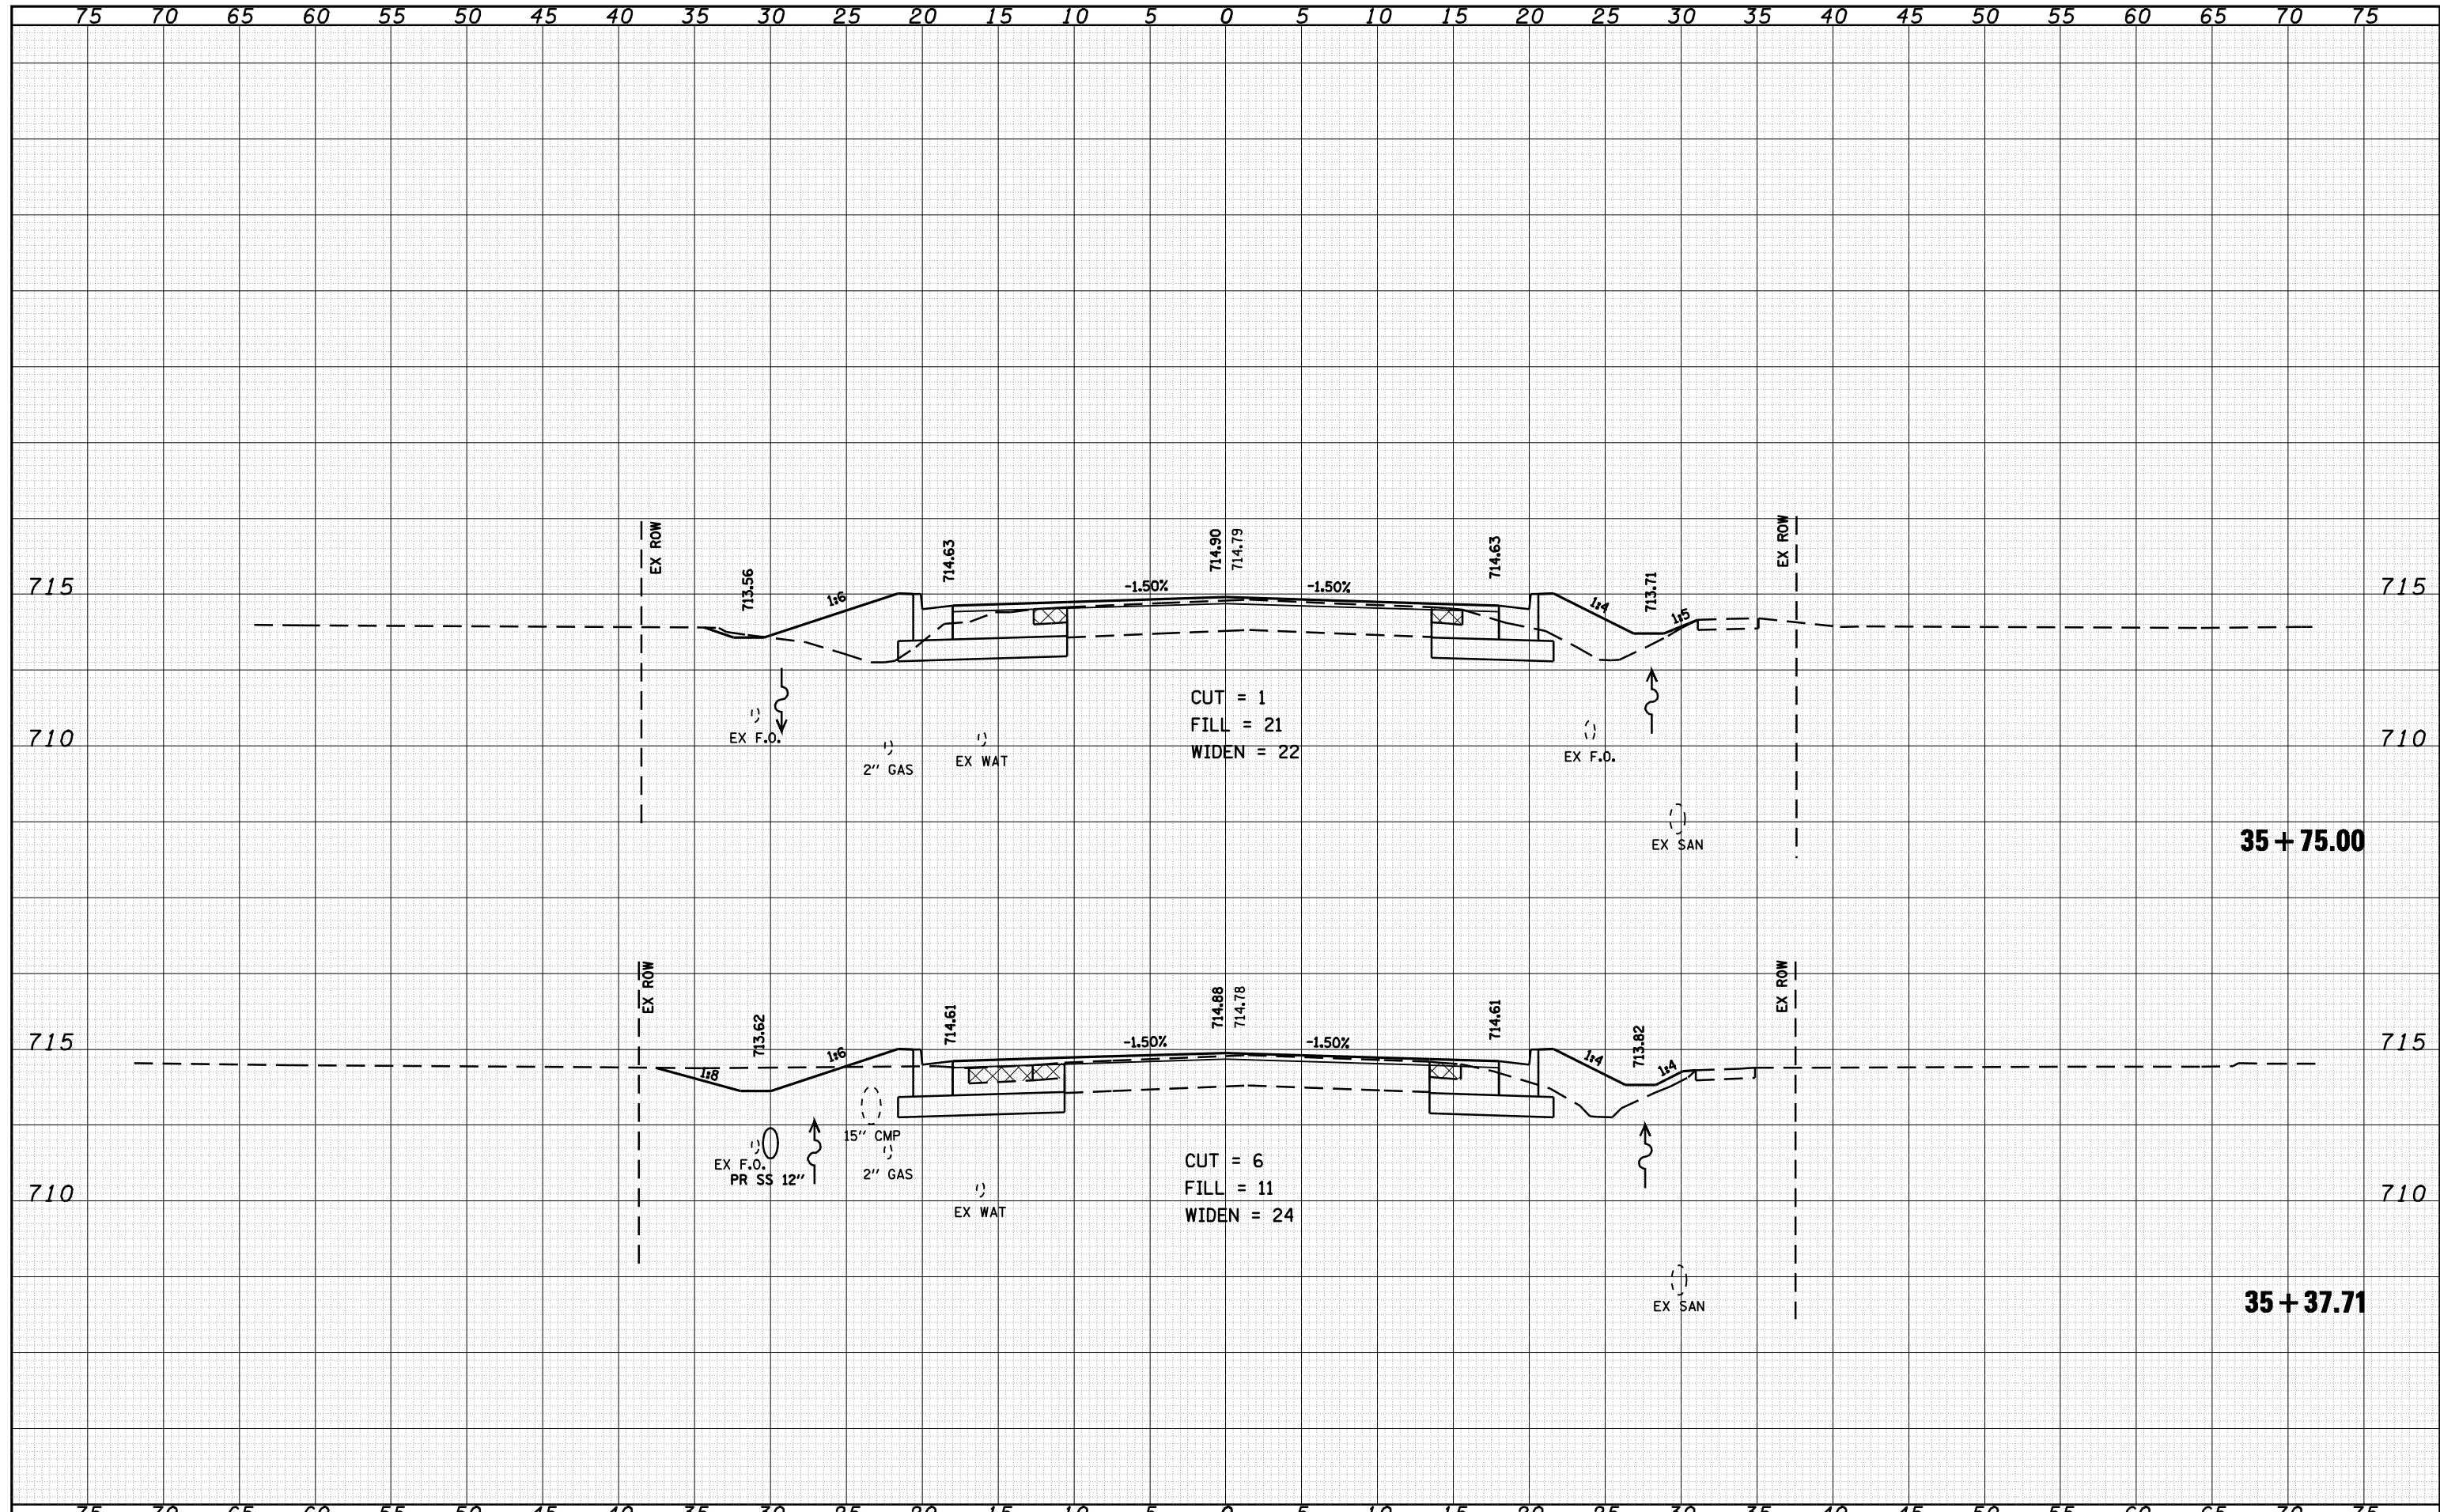 75 70 65 60 55 50 45 40 35 30 25 20 15 10 5 0 5 10 15 20 25 30 35 40 45 50 55 60 65 70 75
EX ROW
713.56
714.63
714.90
714.79
714.63
713.71
EX ROW
715
1:6
-1.50%
-1.50%
1:4
1:5
715
CUT = 1
FILL = 21
WIDEN = 22
710
EX F.O.
2" GAS
EX WAT
EX F.O.
710
EX SAN
35+75.00
EX ROW
713.62
714.61
714.88
714.78
714.61
713.82
EX ROW
715
1:8
1:6
-1.50%
-1.50%
1:4
1:4
715
15" CMP
EX F.O.
PR SS 12"
2" GAS
EX WAT
CUT = 6
FILL = 11
WIDEN = 24
710
710
EX SAN
35+37.71
75 70 65 60 55 50 45 40 35 30 25 20 15 10 5 0 5 10 15 20 25 30 35 40 45 50 55 60 65 70 75